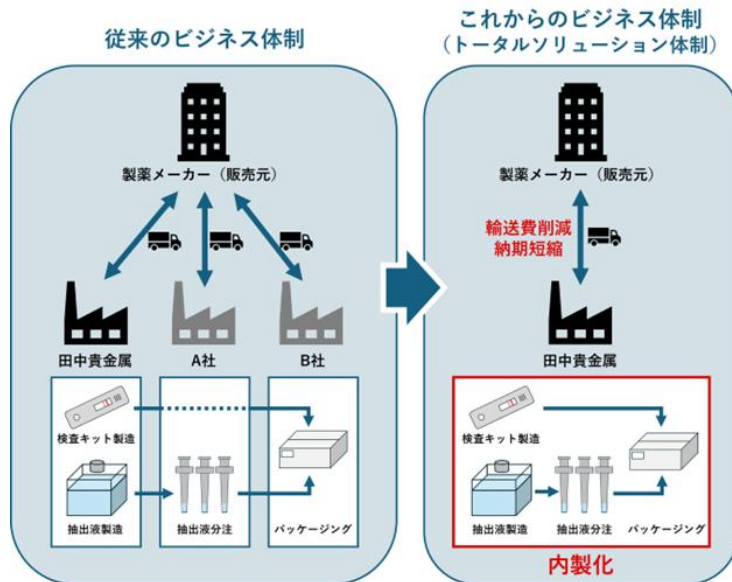 従来のビジネス体制
製薬メーカー（販売元）
田中貴金属
A社
B社
検査キット製造
抽出液製造
抽出液分注
パッケージング
これからのビジネス体制
（トータルソリューション体制）
製薬メーカー（販売元）
輸送費削減
納期短縮
田中貴金属
検査キット製造
抽出液製造
抽出液分注
パッケージング
内製化